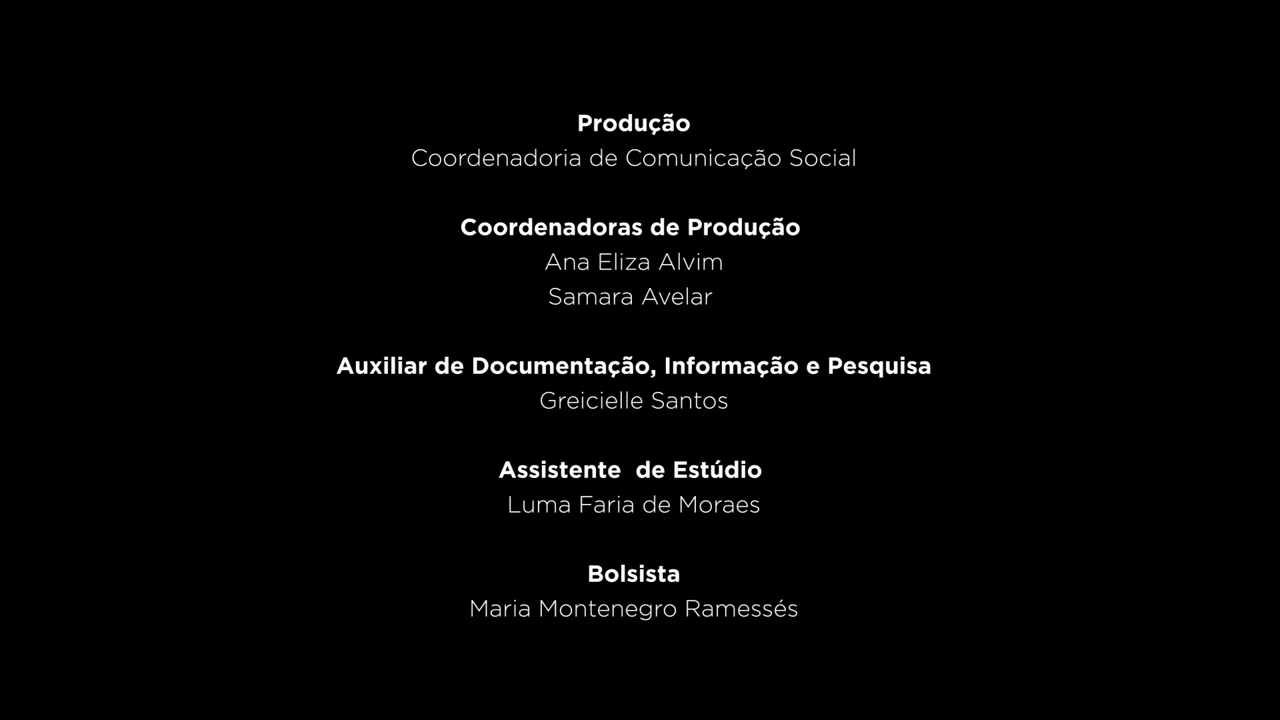 Produção
Coordenadoria de Comunicação Social
Coordenadoras de Produção
Ana Eliza Alvim
Samara Avelar
Auxiliar de Documentação, Informação e Pesquisa
Greicielle Santos
Assistente  de Estúdio
Luma Faria de Moraes
Bolsista
Maria Montenegro Ramessés